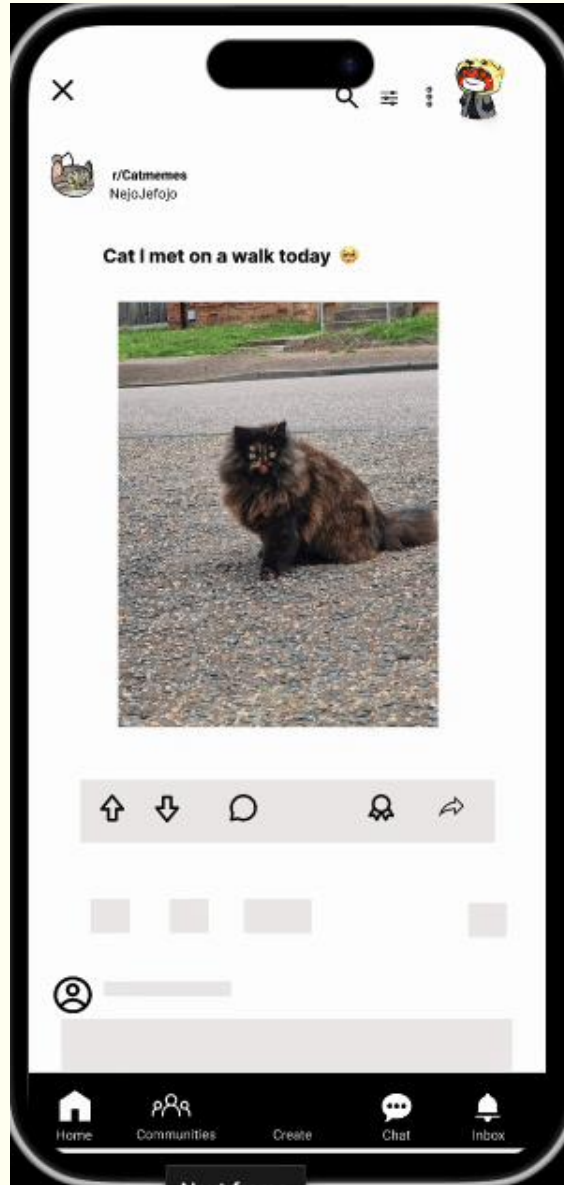 r/Catmemes
NejoJefojo
Cat I met on a walk today 🥹
Home Communities Create Chat Inbox